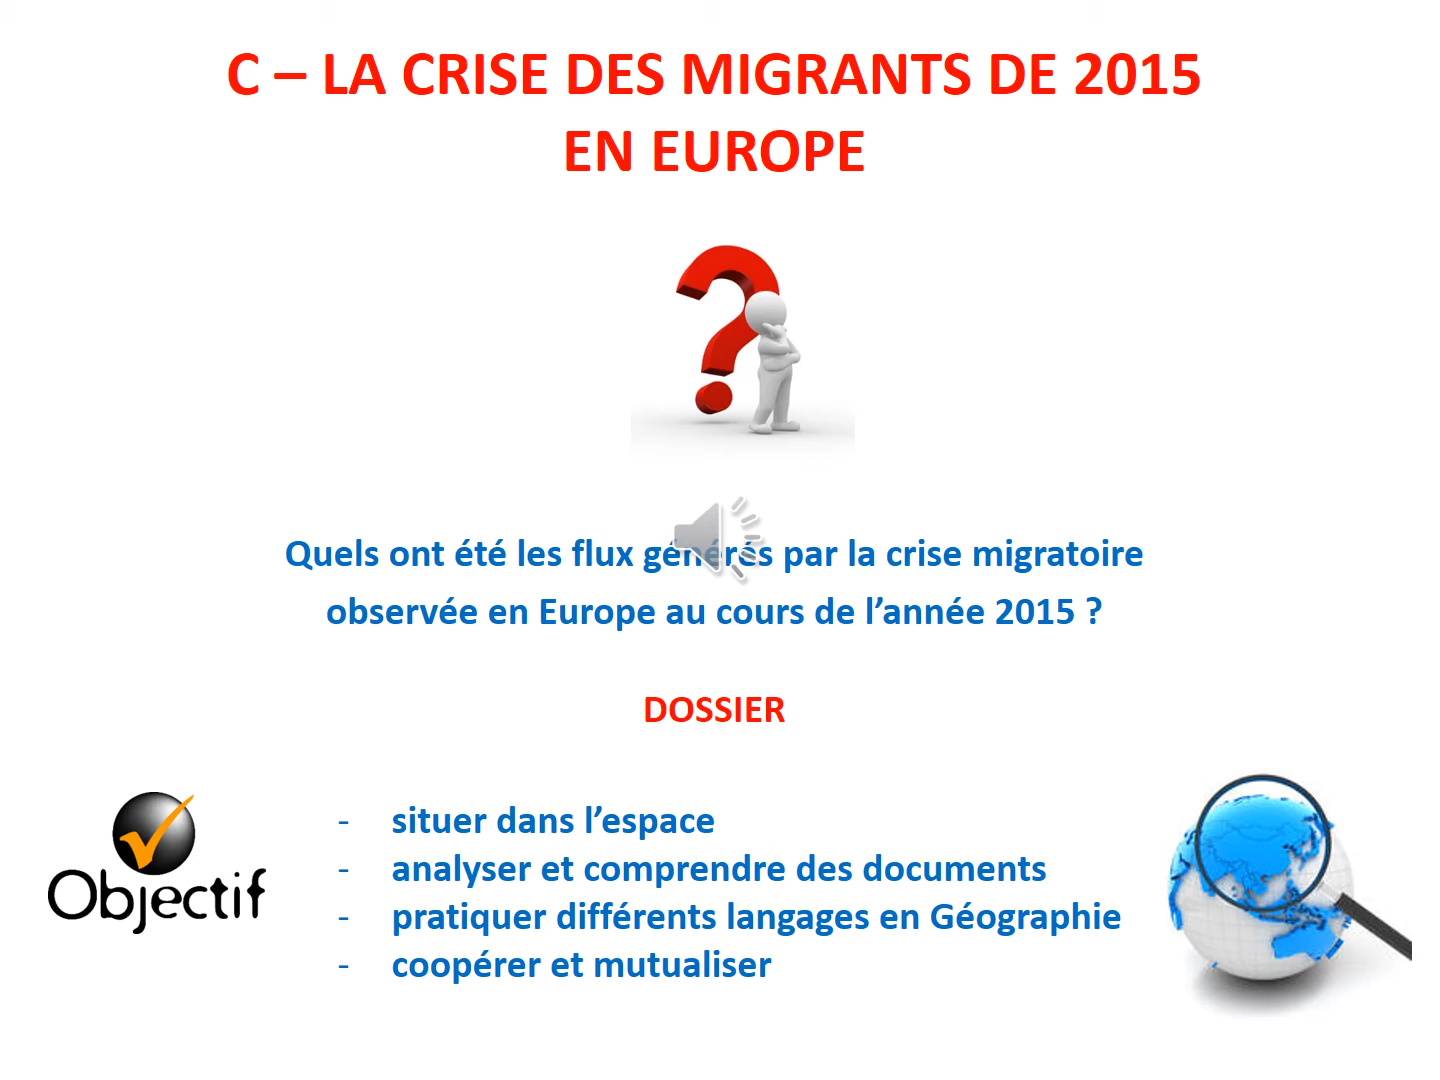 C – LA CRISE DES MIGRANTS DE 2015
EN EUROPE
Quels ont été les flux générés par la crise migratoire
observée en Europe au cours de l’année 2015 ?
DOSSIER
Objectif
- situer dans l’espace
- analyser et comprendre des documents
- pratiquer différents langages en Géographie
- coopérer et mutualiser